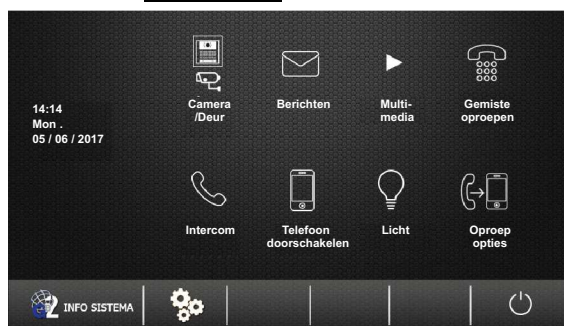 14:14
Mon .
05 / 06 / 2017
Camera
/Deur
Berichten
Multi-
media
Gemiste
oproepen
Intercom
Telefoon
doorschakelen
Licht
Oproep
opties
2 INFO SISTEMA